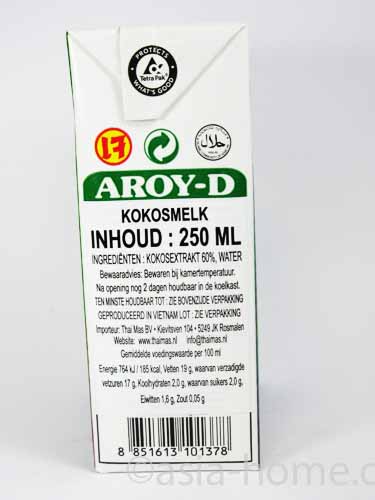 PROTECTS
Tetra Pak
WHAT'S GOOD
حلال
AROY-D
KOKOSMELK
INHOUD : 250 ML
INGREDIËNTEN : KOKOSEXTRAKT 60%, WATER
Bewaaradvies: Bewaren bij kamertemperatuur.
Na opening nog 2 dagen houdbaar in de koelkast.
TEN MINSTE HOUDBAAR TOT : ZIE BOVENZIJDE VERPAKKING
GEPRODUCEERD IN VIETNAM LOT : ZIE VERPAKKING
Importeur: Thai Mas BV • Kievitsven 104 • 5249 JK Rosmalen
Website: www.thaimas.nl info@thaimas.nl
Gemiddelde voedingswaarde per 100 ml
Energie 764 kJ / 185 kcal, Vetten 19 g, waarvan verzadigde
vetzuren 17 g, Koolhydraten 2,0 g, waarvan suikers 2,0 g,
Eiwitten 1,6 g, Zout 0,05 g
8 851613 101378
©asia-home.c